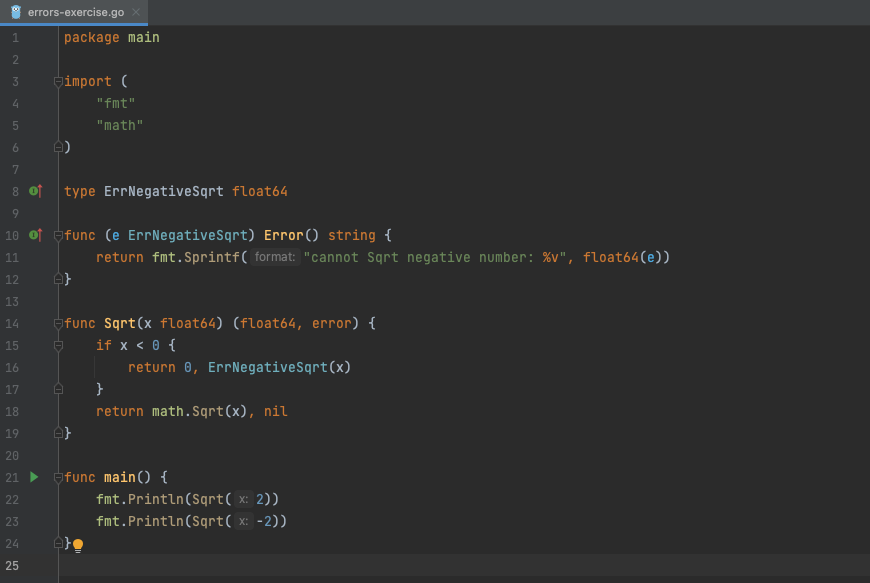 errors-exercise.go
1 package main
2
3 import (
4     "fmt"
5     "math"
6 )
7
8 type ErrNegativeSqrt float64
9
10 func (e ErrNegativeSqrt) Error() string {
11     return fmt.Sprintf( format: "cannot Sqrt negative number: %v", float64(e))
12 }
13
14 func Sqrt(x float64) (float64, error) {
15     if x < 0 {
16         return 0, ErrNegativeSqrt(x)
17     }
18     return math.Sqrt(x), nil
19 }
20
21 func main() {
22     fmt.Println(Sqrt( x: 2))
23     fmt.Println(Sqrt( x: -2))
24 }
25